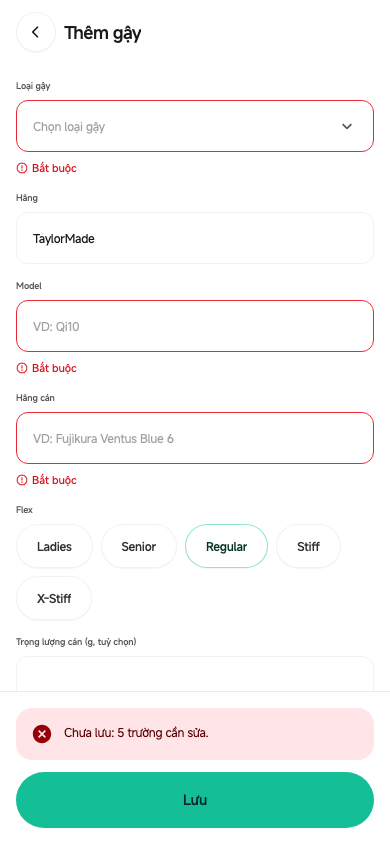 Thêm gậy
Loại gậy
Chọn loại gậy
Bắt buộc
Hãng
TaylorMade
Model
VD: Qi10
Bắt buộc
Hãng cán
VD: Fujikura Ventus Blue 6
Bắt buộc
Flex
Ladies
Senior
Regular
Stiff
X-Stiff
Trọng lượng cán (g, tuỳ chọn)
Chưa lưu: 5 trường cần sửa.
Lưu